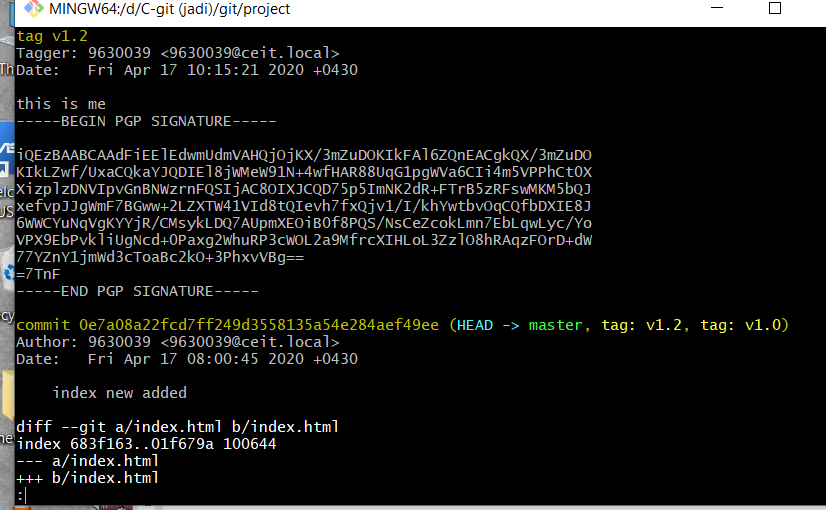 MINGW64:/d/C-git (jadi)/git/project
tag v1.2
Tagger: 9630039 <9630039@ceit.local>
Date:   Fri Apr 17 10:15:21 2020 +0430
this is me
-----BEGIN PGP SIGNATURE-----
iQEzBAABCAAdFiEElEdwmUdmVAHQjOjKX/3mZuDOKIkFAl6ZQnEACgkQX/3mZuDO
KIkLZwf/UxaCQkaYJQDIEl8jWMeW91N+4wfHAR88UqG1pgWVa6CIi4m5VPPhCtOX
XizplzDNVIpvGnBNWzrnFQSIjAC8OIXJCQD75p5ImNK2dR+FTrB5zRFswMKM5bQJ
xefvpJJgWmF7BGww+2LZXTW41VId8tQIevh7fxQjv1/I/khYwtbvOqCQfbDXIE8J
6WWCYuNqVgKYYjR/CMsykLDQ7AUpmXEOiB0f8PQS/NsCeZcokLmn7EbLqwLyc/Yo
VPX9EbPvkliUgNcd+0Paxg2WhuRP3cWOL2a9MfrcXIHLoL3ZzlO8hRAqzFOrD+dW
77YZnY1jmWd3cToaBc2kO+3PhxvVBg==
=7TnF
-----END PGP SIGNATURE-----
commit 0e7a08a22fcd7ff249d3558135a54e284aef49ee (HEAD -> master, tag: v1.2, tag: v1.0)
Author: 9630039 <9630039@ceit.local>
Date:   Fri Apr 17 08:00:45 2020 +0430
    index new added
diff --git a/index.html b/index.html
index 683f163..01f679a 100644
--- a/index.html
+++ b/index.html
: